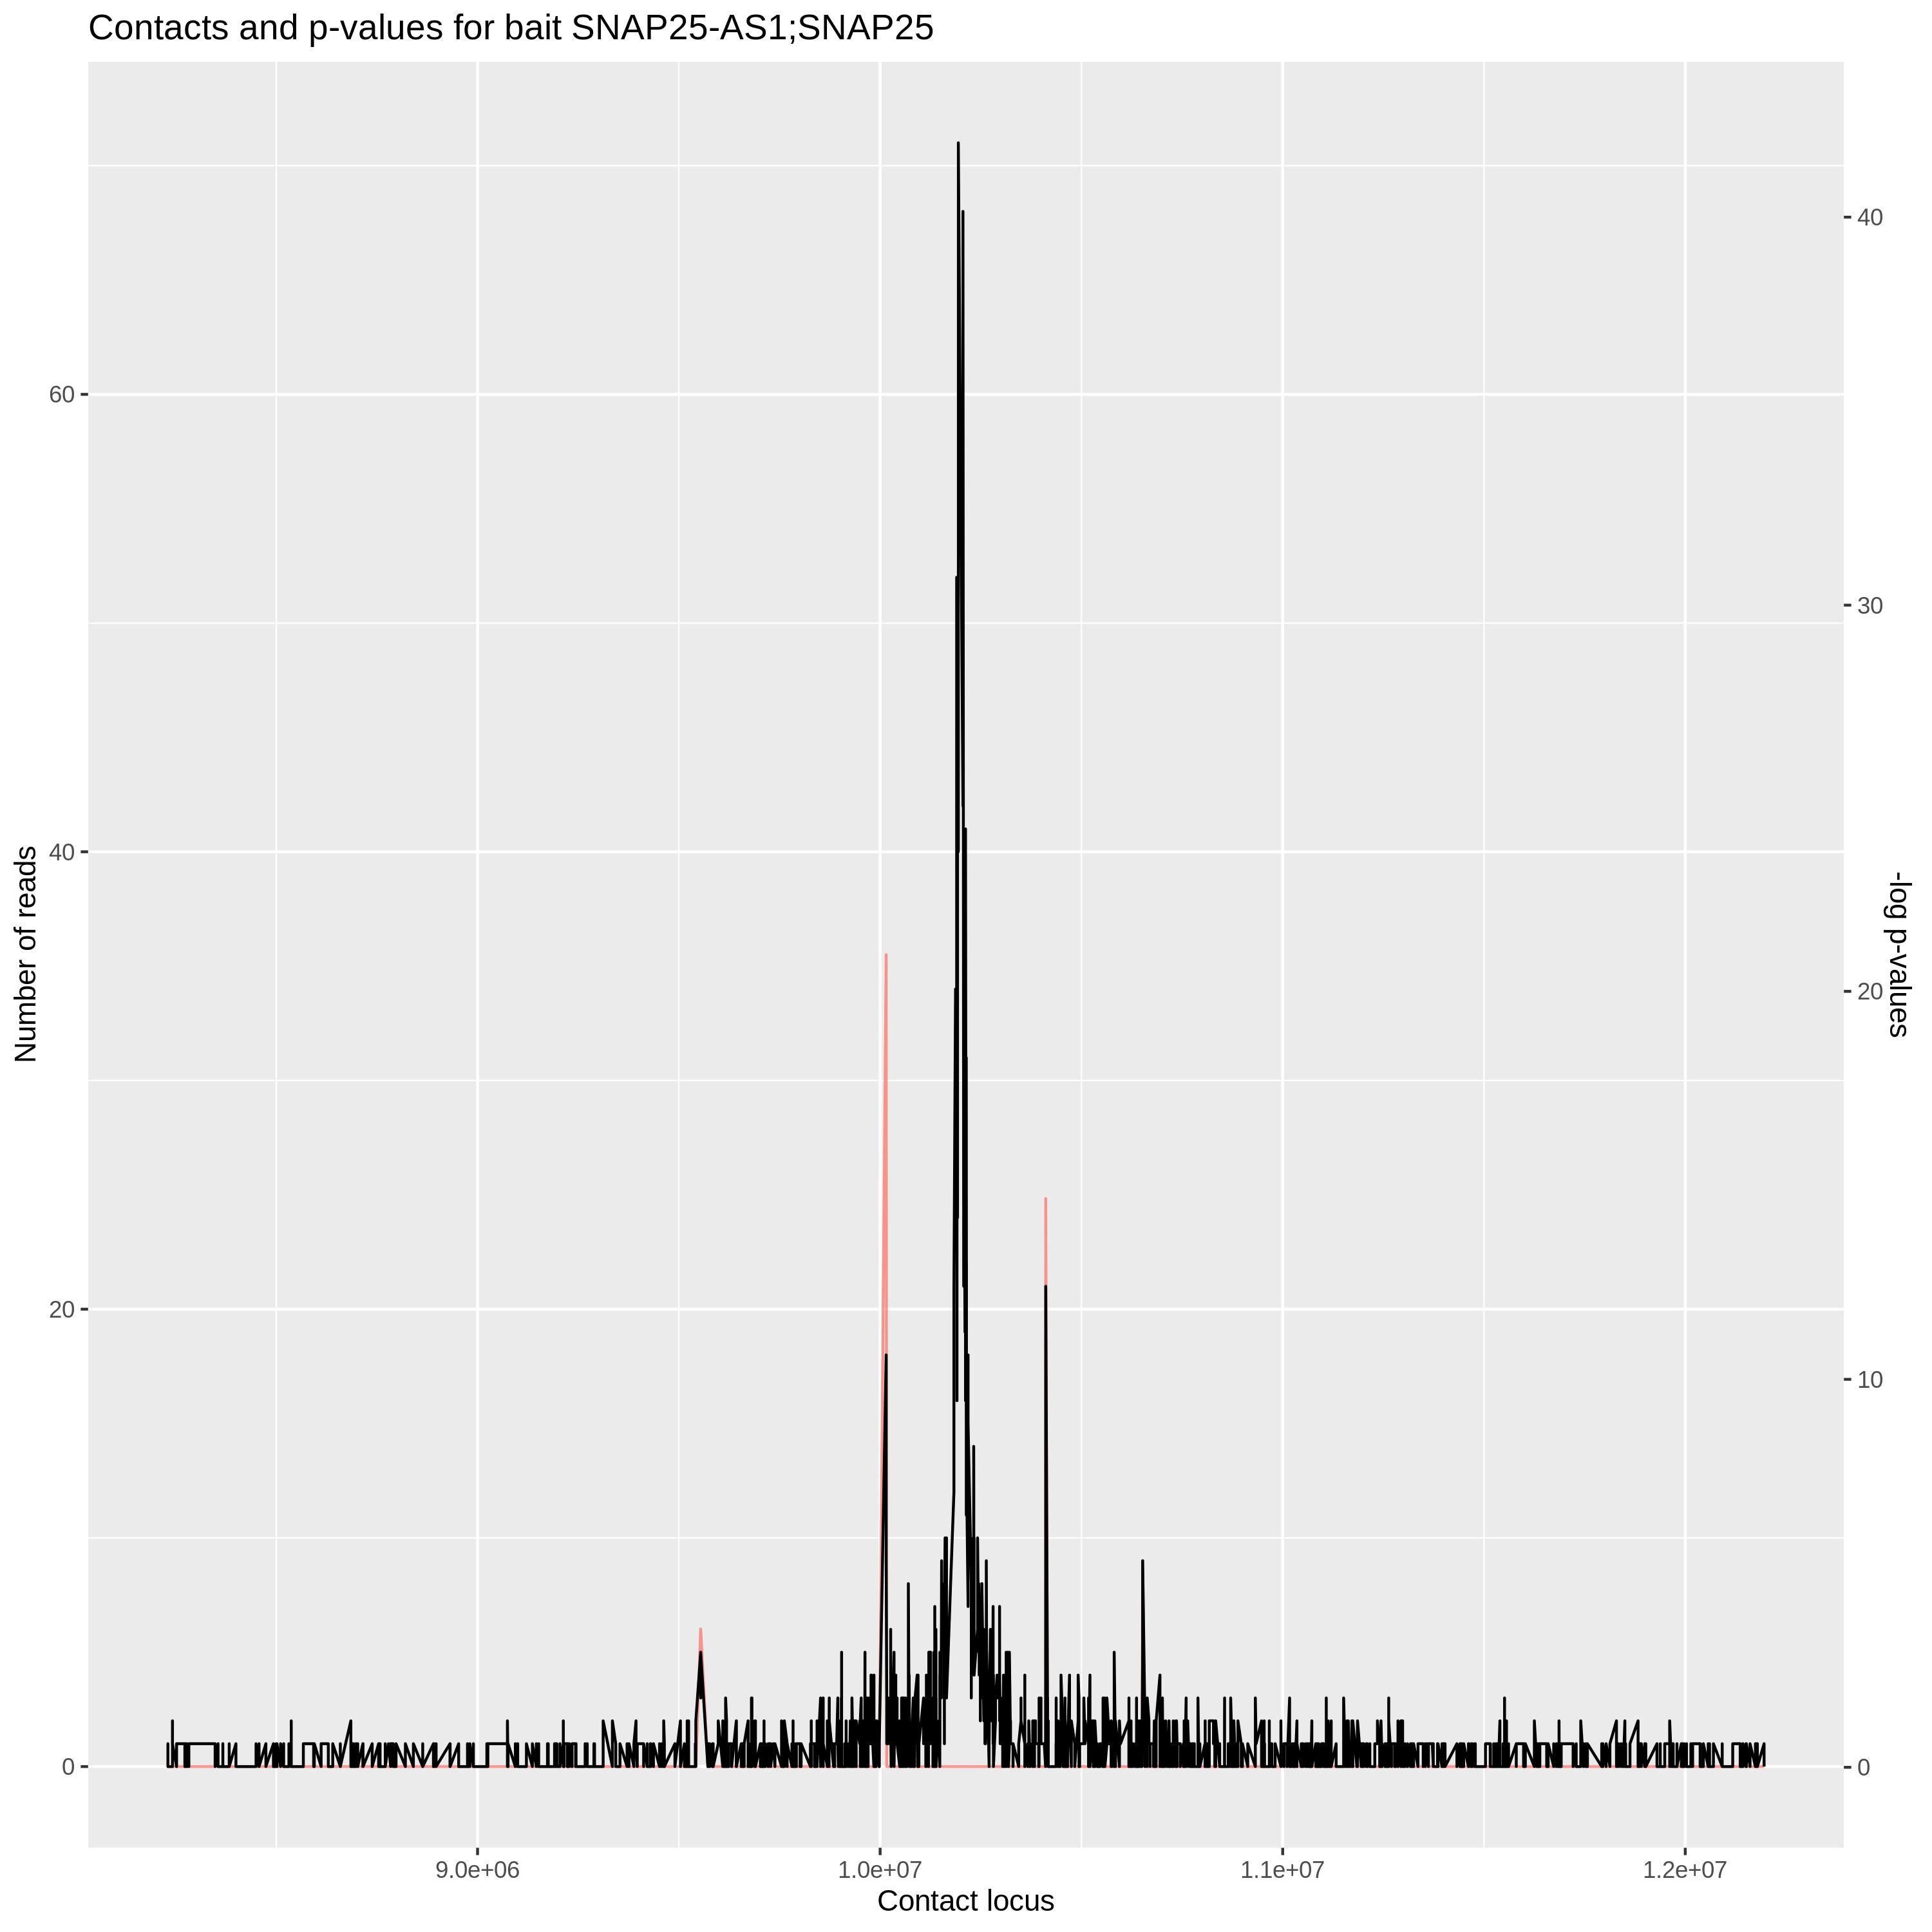 Contacts and p-values for bait SNAP25-AS1;SNAP25
60
40
20
0
Number of reads
40
30
20
10
0
-log p-values
9.0e+06
1.0e+07
1.1e+07
1.2e+07
Contact locus